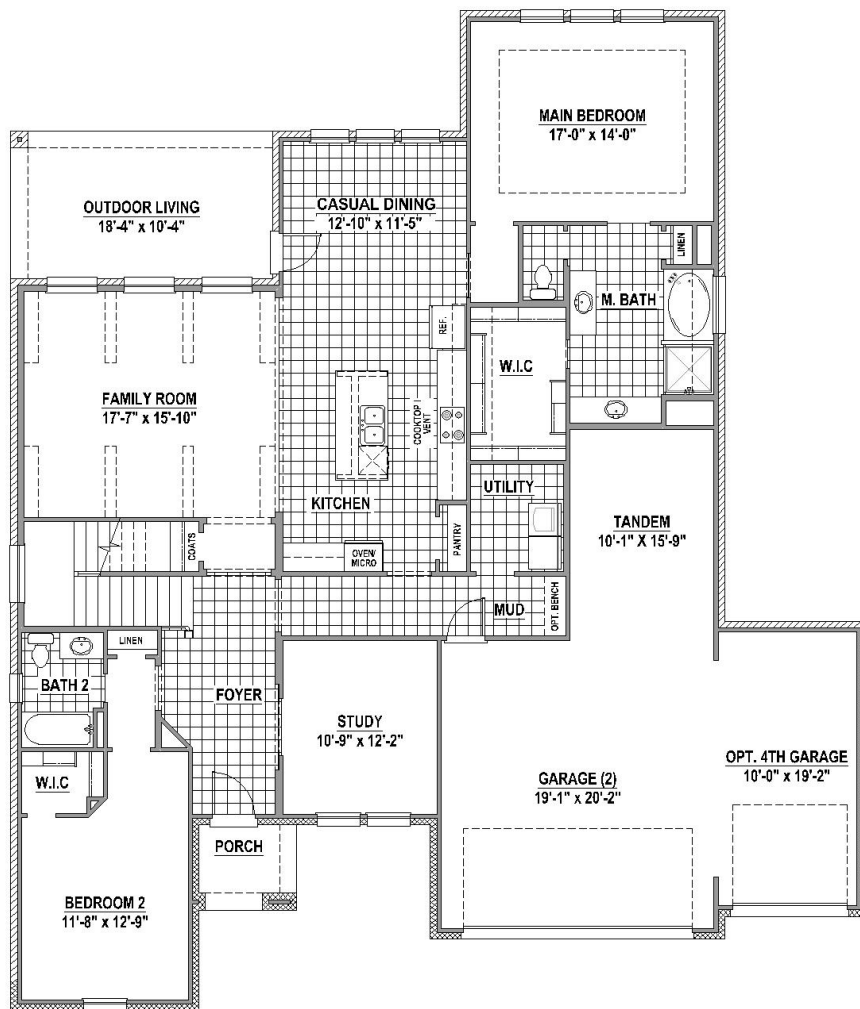 MAIN BEDROOM
17'-0" x 14'-0"
OUTDOOR LIVING
18'-4" x 10'-4"
CASUAL DINING
12'-10" x 11'-5"
LINEN
M. BATH
REF.
W.I.C
FAMILY ROOM
17'-7" x 15'-10"
COOKTOP /
VENT
KITCHEN
UTILITY
TANDEM
10'-1" X 15'-9"
COATS
OVEN/
MICRO
PANTRY
MUD
OPT. BENCH
LINEN
BATH 2
FOYER
STUDY
10'-9" x 12'-2"
W.I.C
GARAGE (2)
19'-1" x 20'-2"
OPT. 4TH GARAGE
10'-0" x 19'-2"
PORCH
BEDROOM 2
11'-8" x 12'-9"